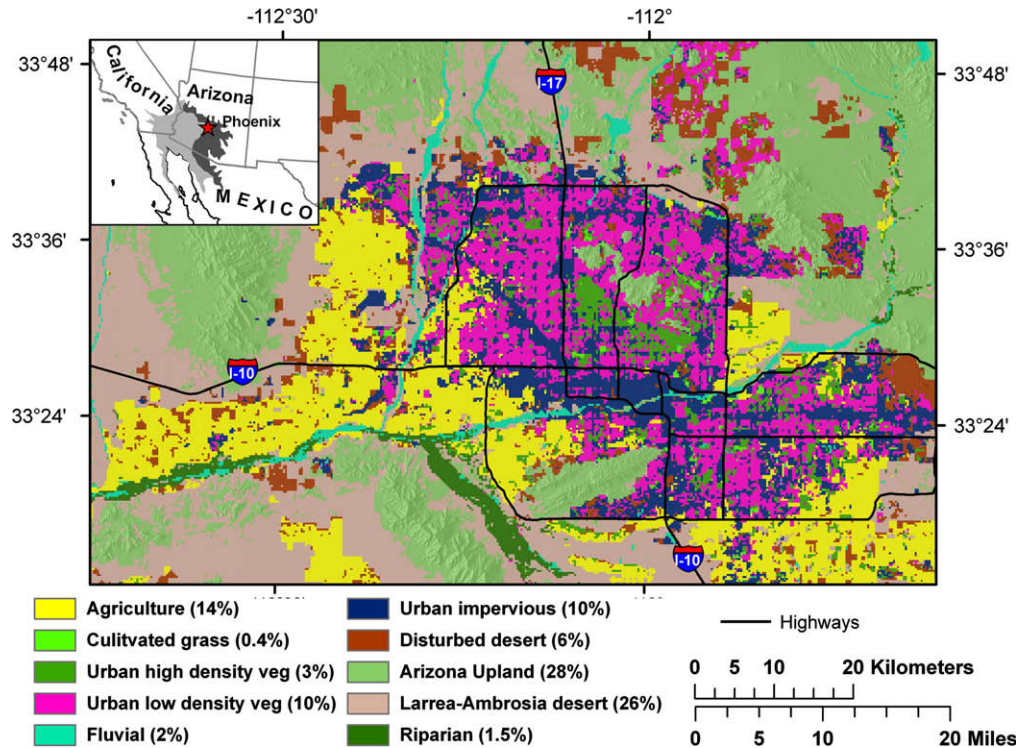 -112°30'
-112°
33°48'
33°48'
California
Arizona
Phoenix
MEXICO
I-17
33°36'
33°36'
I-10
33°24'
33°24'
I-10
Agriculture (14%)
Culitvated grass (0.4%)
Urban high density veg (3%)
Urban low density veg (10%)
Fluvial (2%)
Urban impervious (10%)
Disturbed desert (6%)
Arizona Upland (28%)
Larrea-Ambrosia desert (26%)
Riparian (1.5%)
Highways
0 5 10 20 Kilometers
0 5 10 20 Miles